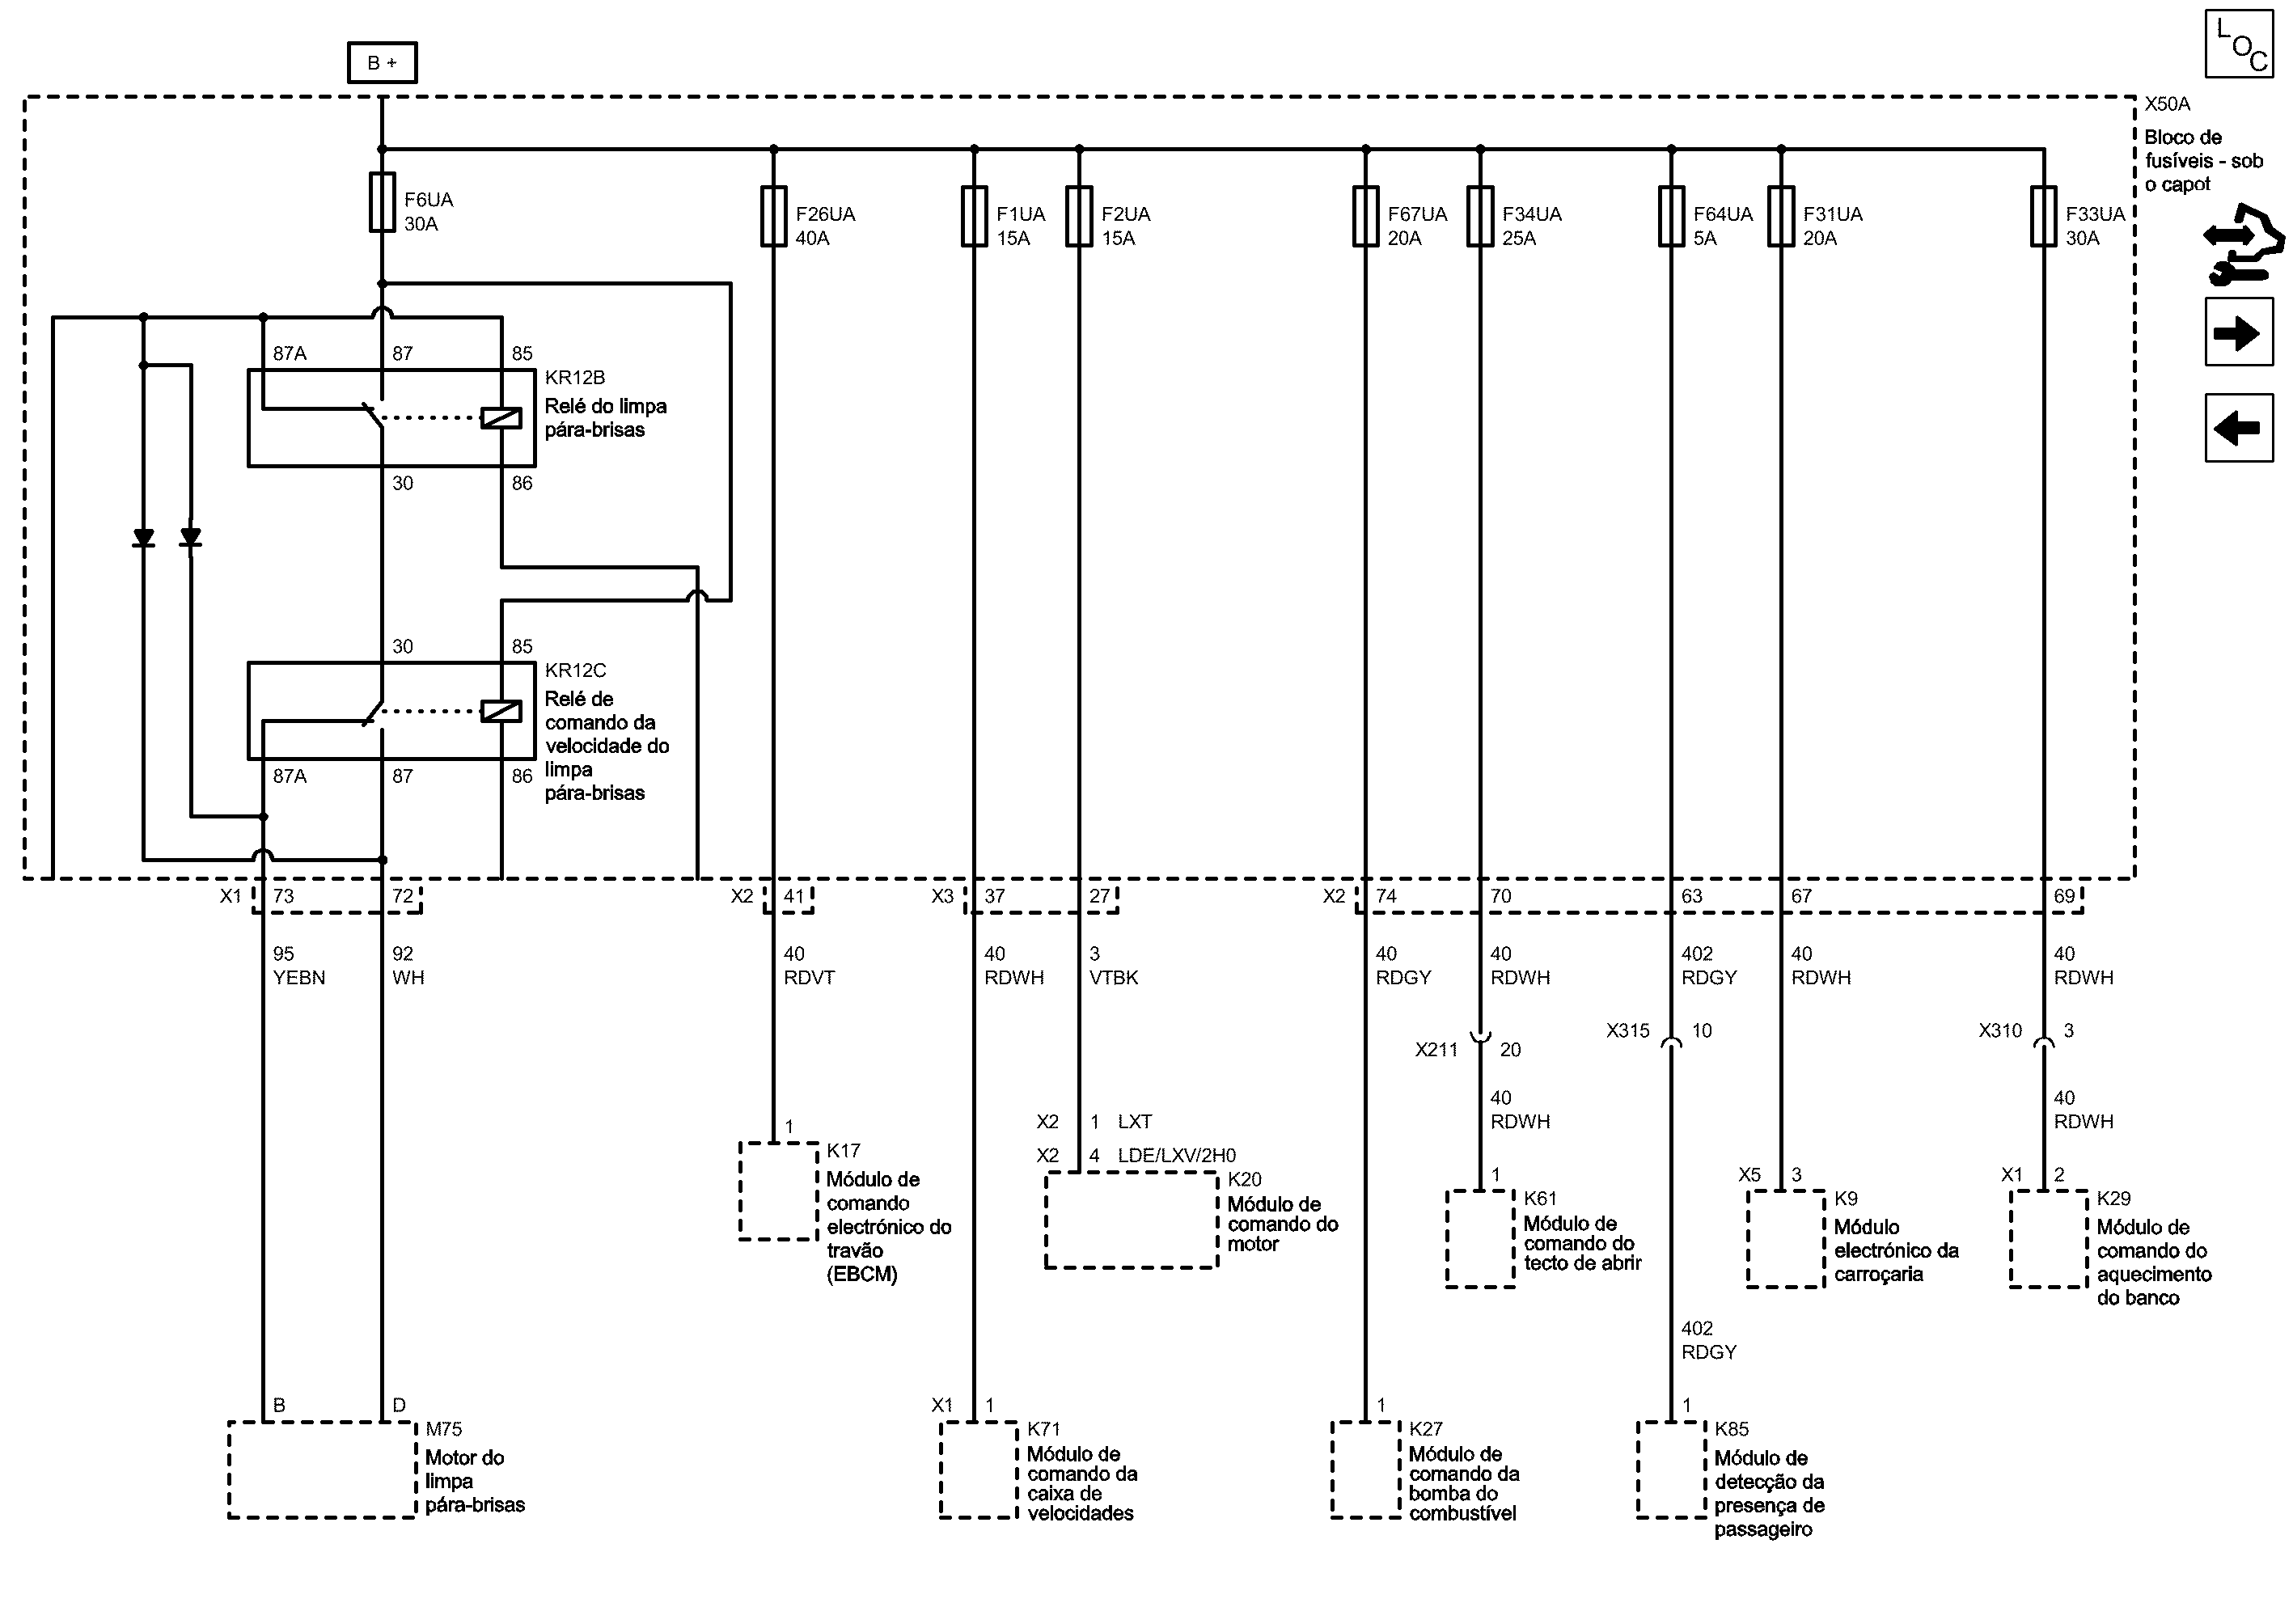 L
O
C
B +
X50A
Bloco de
fusíveis - sob
o capot
F6UA
30A
F26UA
40A
F1UA
15A
F2UA
15A
F67UA
20A
F34UA
25A
F64UA
5A
F31UA
20A
F33UA
30A
87A 87 85
KR12B
Relé do limpa
pára-brisas
30 86
30 85
KR12C
Relé de
comando da
velocidade do
limpa
pára-brisas
87A 87 86
X1 73 72 X2 41 X3 37 27 X2 74 70 63 67 69
95
YEBN
92
WH
40
RDVT
40
RDWH
3
VTBK
40
RDGY
40
RDWH
402
RDGY
40
RDWH
40
RDWH
X211 20
X315 10
X310 3
40
RDWH
40
RDWH
X2 1 LXT
X2 4 LDE/LXV/2H0
1
K17
Módulo de
comando
electrónico do
travão
(EBCM)
K20
Módulo de
comando do
motor
1
K61
Módulo de
comando do
tecto de abrir
X5 3
K9
Módulo
electrónico da
carroçaria
X1 2
K29
Módulo de
comando do
aquecimento
do banco
402
RDGY
B D
M75
Motor do
limpa
pára-brisas
X1 1
K71
Módulo de
comando da
caixa de
velocidades
1
K27
Módulo de
comando da
bomba do
combustível
1
K85
Módulo de
detecção da
presença de
passageiro